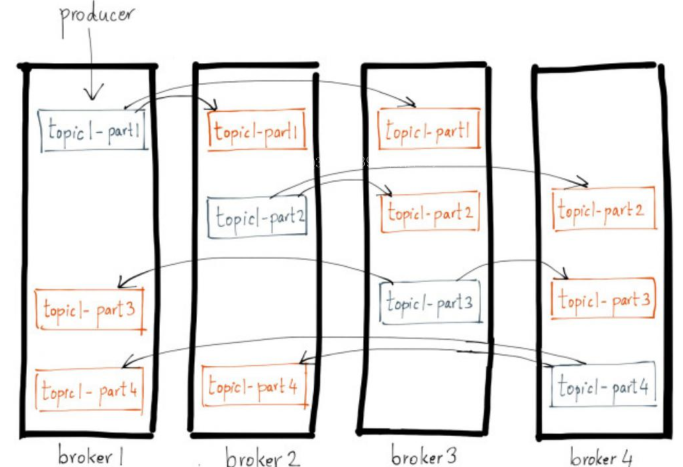 producer
topic1-part1
topic1-part1
topic1-part1
topic1-part2
topic1-part2
topic1-part2
topic1-part3
topic1-part3
topic1-part3
topic1-part4
topic1-part4
topic1-part4
broker 1
broker 2
broker 3
broker 4